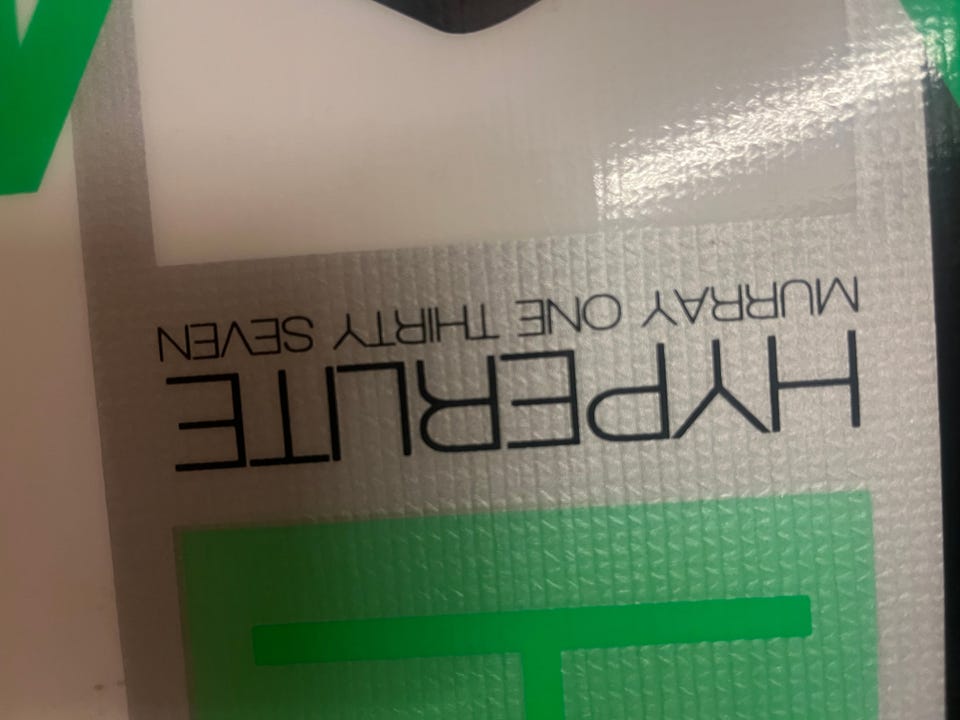 HYPERLITE
MURRAY ONE THIRTY SEVEN